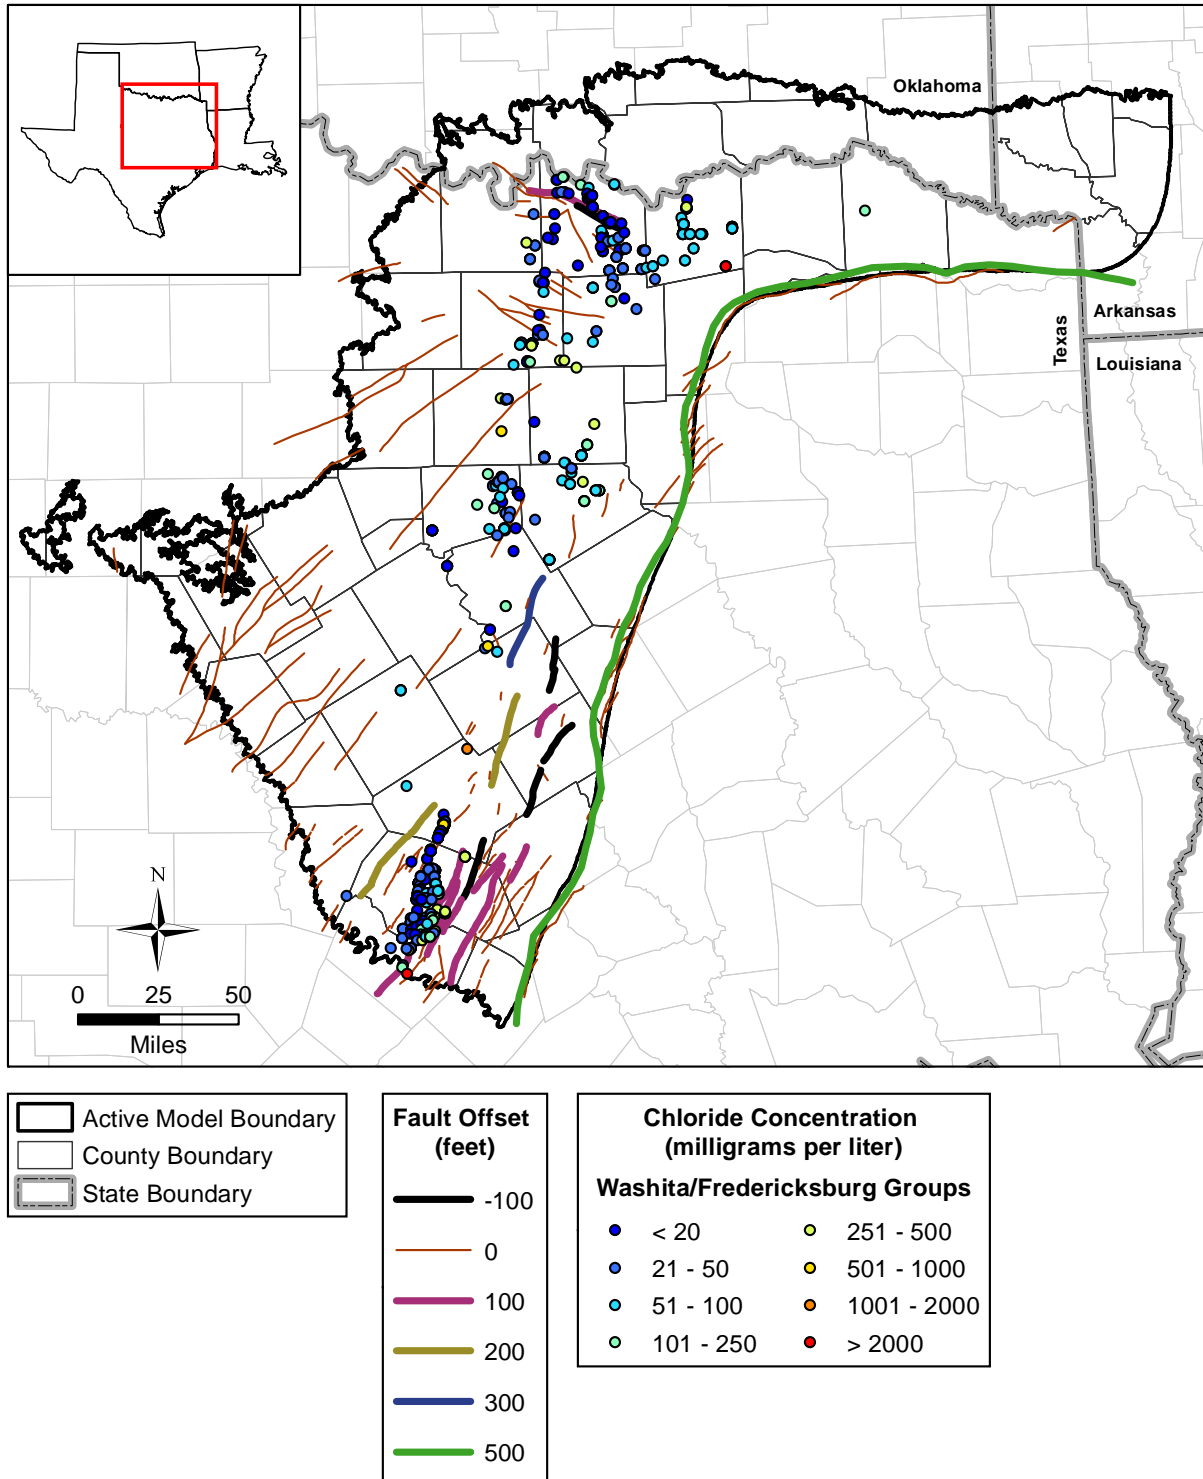 Oklahoma
Arkansas
Texas
Louisiana
N
0 25 50
Miles
Active Model Boundary
County Boundary
State Boundary
Fault Offset
(feet)
-100
0
100
200
300
500
Chloride Concentration
(milligrams per liter)
Washita/Fredericksburg Groups
< 20
21 - 50
51 - 100
101 - 250
251 - 500
501 - 1000
1001 - 2000
> 2000